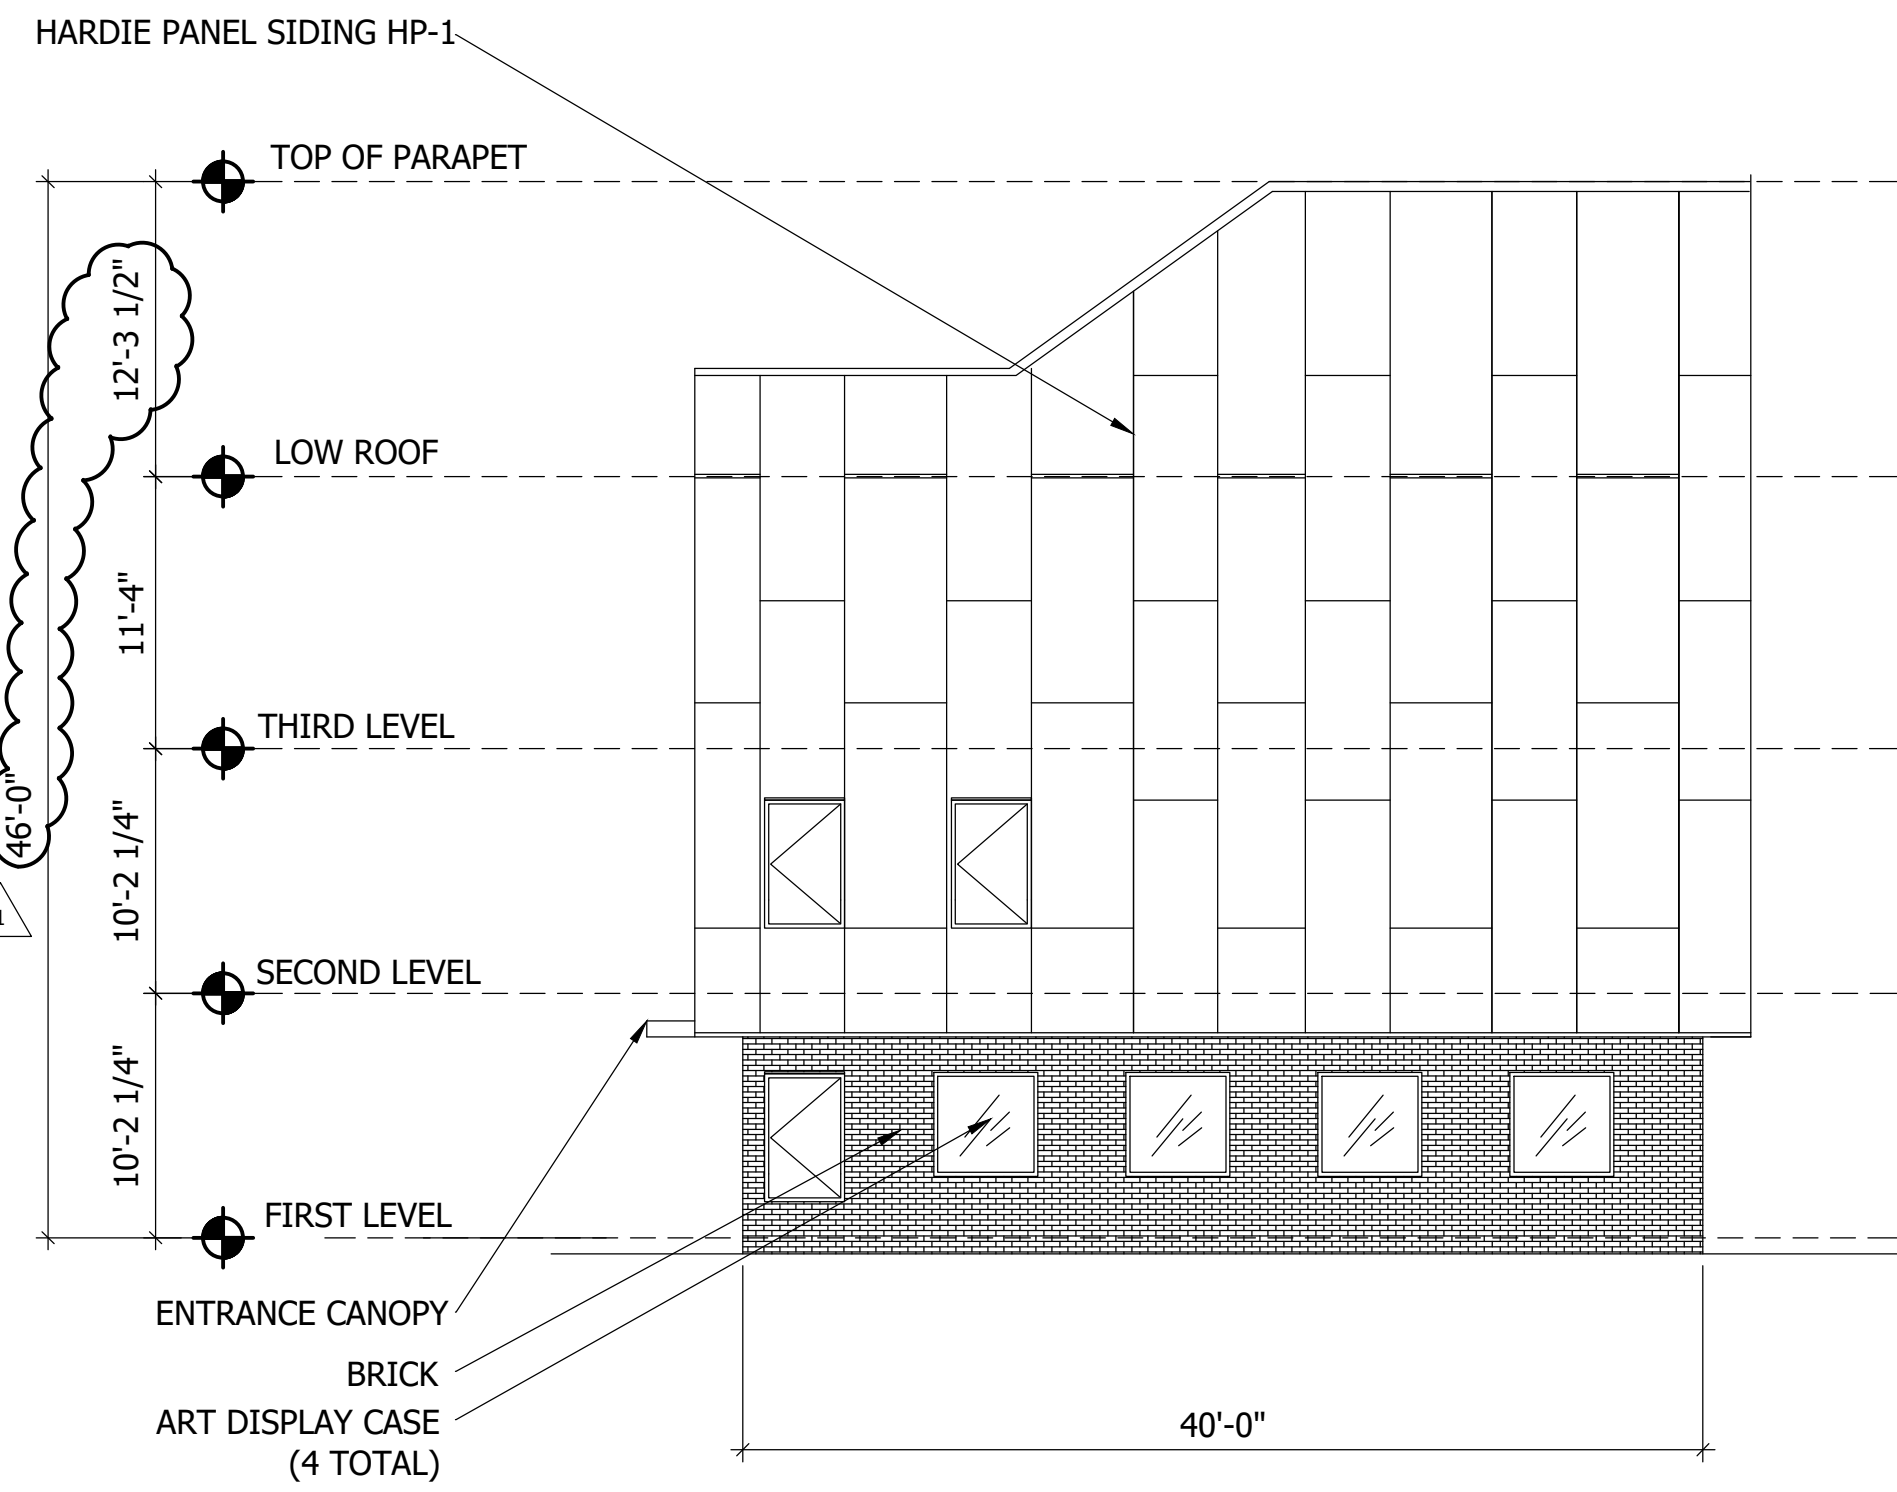 HARDIE PANEL SIDING HP-1
TOP OF PARAPET
12'-3 1/2"
LOW ROOF
11'-4"
THIRD LEVEL
46'-0"
10'-2 1/4"
1
SECOND LEVEL
10'-2 1/4"
FIRST LEVEL
ENTRANCE CANOPY
BRICK
ART DISPLAY CASE
(4 TOTAL)
40'-0"